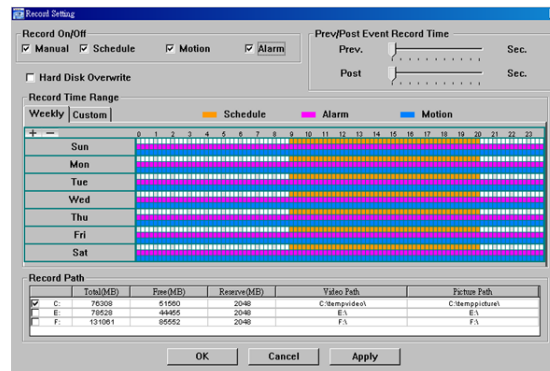 Record Setting
Record On/Off
Manual Schedule Motion Alarm
Prev/Post Event Record Time
Prev. Sec.
Post Sec.
Hard Disk Overwrite
Record Time Range
Weekly Custom
Schedule Alarm Motion
+ − 0 1 2 3 4 5 6 7 8 9 10 11 12 13 14 15 16 17 18 19 20 21 22 23
Sun
Mon
Tue
Wed
Thu
Fri
Sat
Record Path
Total(MB) Free(MB) Reserve(MB) Video Path Picture Path
C: 76308 51560 2048 C:\tempvideo\ C:\temppicture\
E: 78528 44465 2048 E:\ E:\
F: 131061 85552 2048 F:\ F:\
OK Cancel Apply